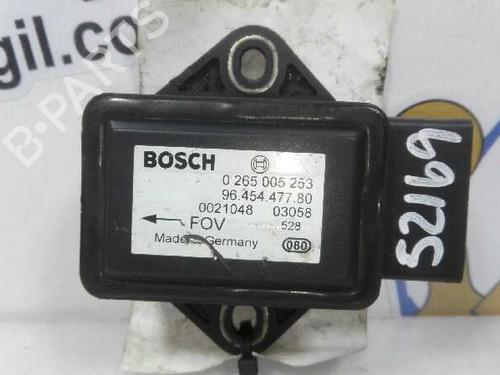 gil.co
B-PARTS
BOSCH
0 265 005 253
96.454.477.80
0021048 03058
FOV 528
Made in Germany 080
52169